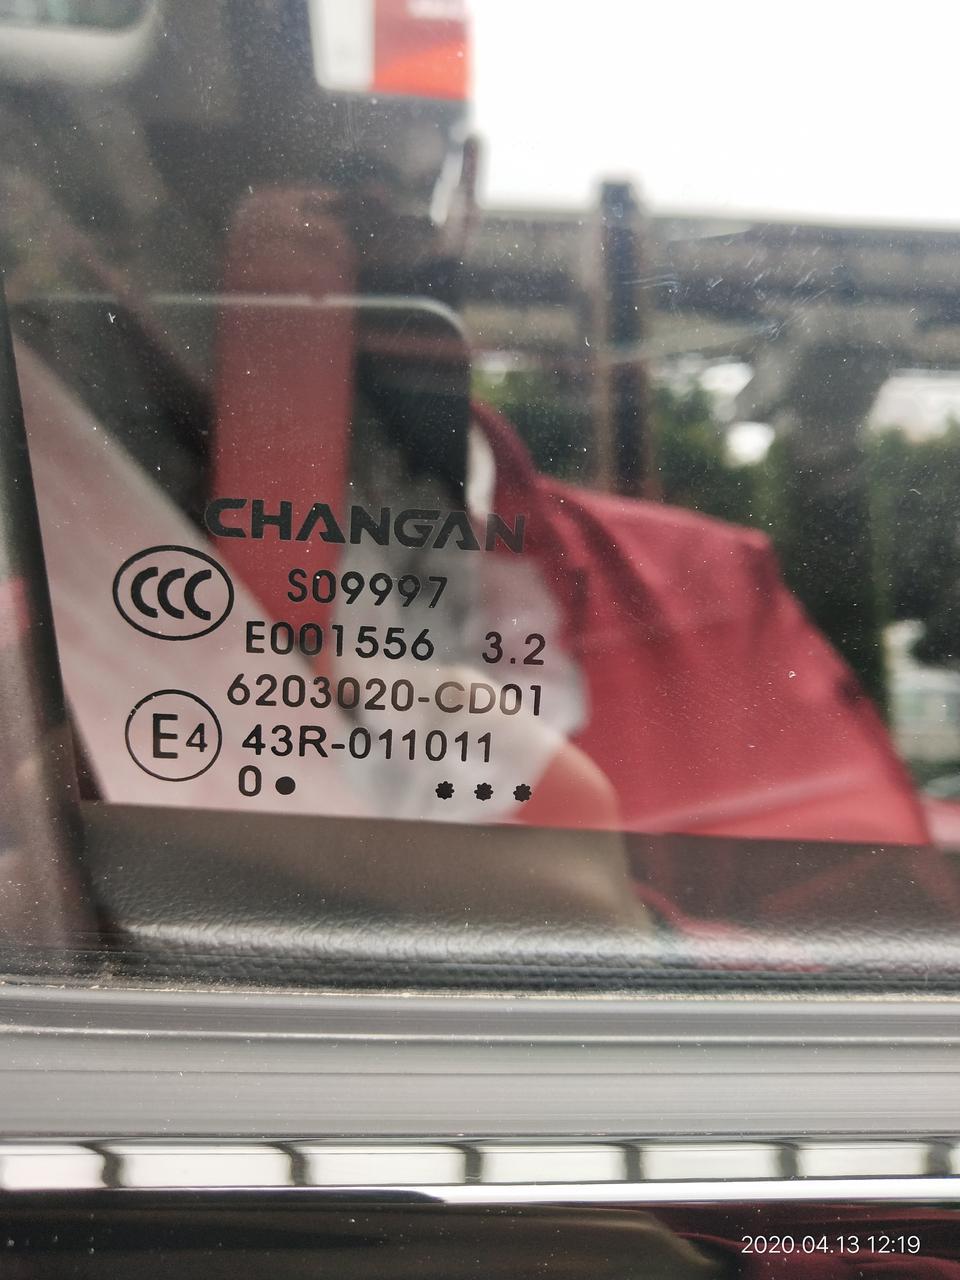 CHANGAN
CCC
S09997
E001556 3.2
6203020-CD01
E4 43R-011011
0● ***
2020.04.13 12:19